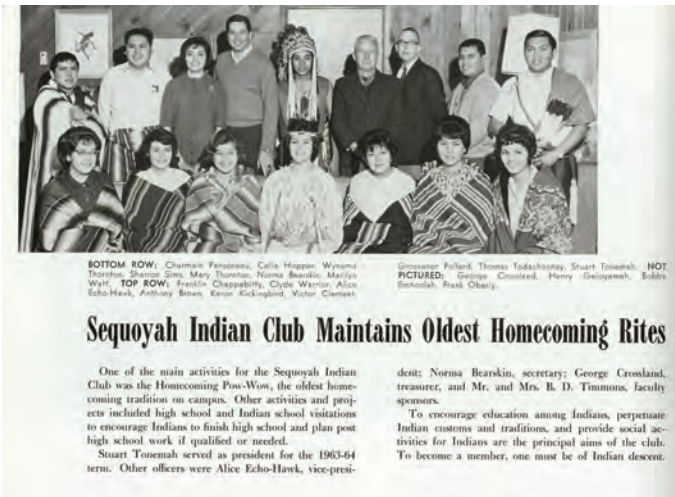 BOTTOM ROW: Charmain Personeau, Celia Hopper, Wynema
Thornton, Sharron Sims, Mary Thornton, Norma Bearskin, Marilyn
Watt. TOP ROW: Franklin Chappabitty, Clyde Warrior, Alice
Echo-Hawk, Anthony Brown, Karon Kickingbird, Victor Clement,
Grosvenor Pollard, Thomas Todachoonay, Stuart Tonemah. NOT
PICTURED: George Crossland, Henry Geiogamah, Bobby
Emhoolah, Frank Oberly.
Sequoyah Indian Club Maintains Oldest Homecoming Rites
One of the main activities for the Sequoyah Indian
Club was the Homecoming Pow-Wow, the oldest home-
coming tradition on campus. Other activities and proj-
ects included high school and Indian school visitations
to encourage Indians to finish high school and plan post
high school work if qualified or needed.
Stuart Tonemah served as president for the 1963-64
term. Other officers were Alice Echo-Hawk, vice-presi-
dent; Norma Bearskin, secretary; George Crossland,
treasurer, and Mr. and Mrs. B. D. Timmons, faculty
sponsors.
To encourage education among Indians, perpetuate
Indian customs and traditions, and provide social ac-
tivities for Indians are the principal aims of the club.
To become a member, one must be of Indian descent.